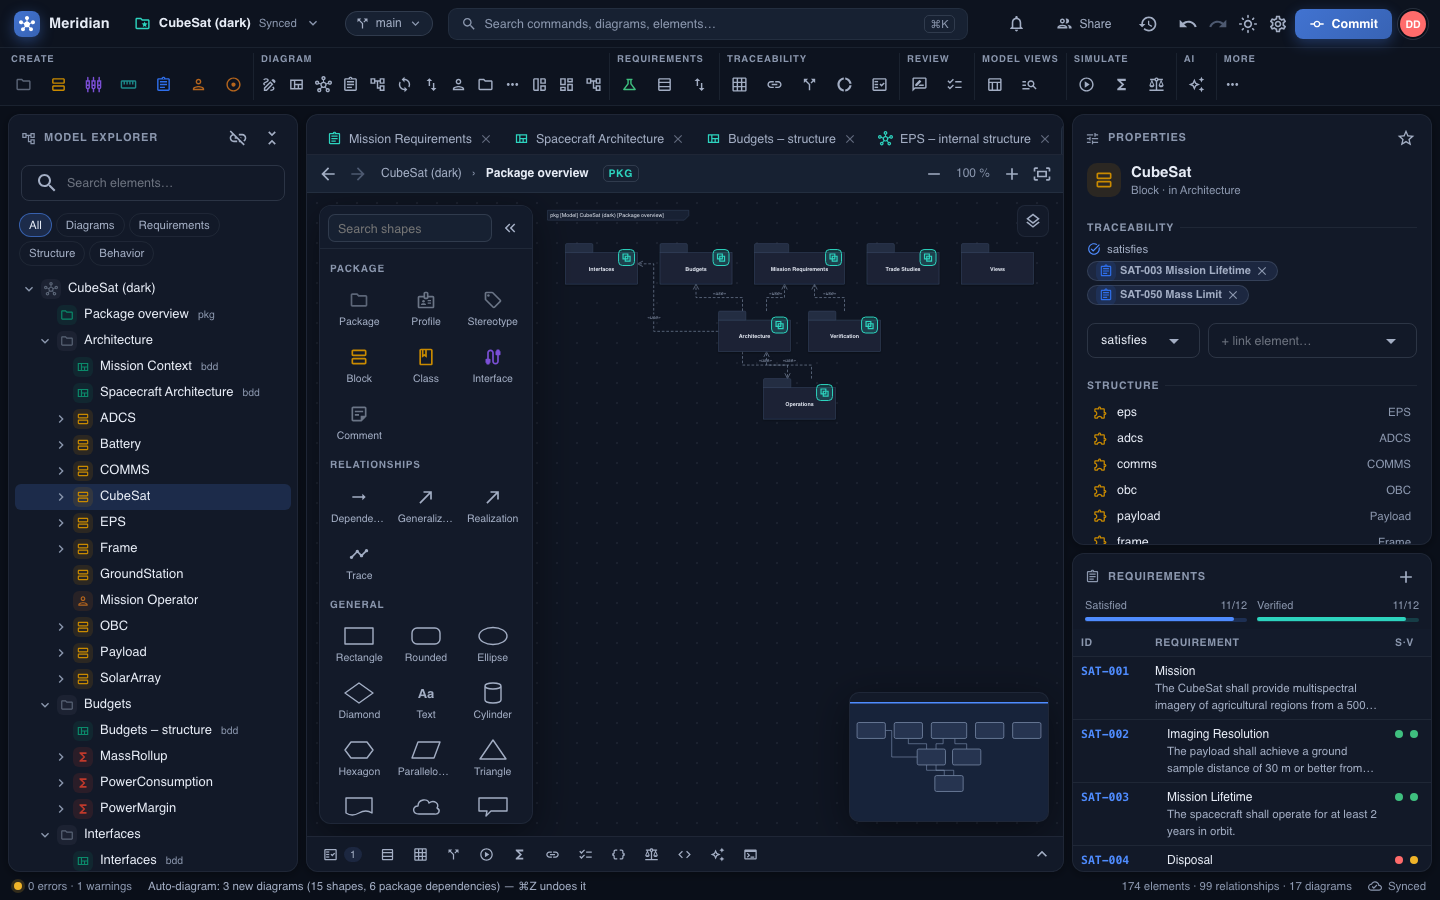 Meridian
CubeSat (dark) Synced
main
Search commands, diagrams, elements…
⌘K
Share
Commit
DD
CREATE
DIAGRAM
REQUIREMENTS
TRACEABILITY
REVIEW
MODEL VIEWS
SIMULATE
AI
MORE
MODEL EXPLORER
Search elements…
All
Diagrams
Requirements
Structure
Behavior
CubeSat (dark)
Package overview pkg
Architecture
Mission Context bdd
Spacecraft Architecture bdd
ADCS
Battery
COMMS
CubeSat
EPS
Frame
GroundStation
Mission Operator
OBC
Payload
SolarArray
Budgets
Budgets – structure bdd
MassRollup
PowerConsumption
PowerMargin
Interfaces
Interfaces bdd
Mission Requirements
Spacecraft Architecture
Budgets – structure
EPS – internal structure
CubeSat (dark) › Package overview PKG
100 %
Search shapes
PACKAGE
Package
Profile
Stereotype
Block
Class
Interface
Comment
RELATIONSHIPS
Depende…
Generaliz…
Realization
Trace
GENERAL
Rectangle
Rounded
Ellipse
Diamond
Aa
Text
Cylinder
Hexagon
Parallelo…
Triangle
pkg [Model] CubeSat (dark) [Package overview]
Interfaces
Budgets
Mission Requirements
Trade Studies
Views
Architecture
Verification
Operations
1
PROPERTIES
CubeSat
Block · in Architecture
TRACEABILITY
satisfies
SAT-003 Mission Lifetime
SAT-050 Mass Limit
satisfies
+ link element…
STRUCTURE
eps EPS
adcs ADCS
comms COMMS
obc OBC
payload Payload
frame Frame
REQUIREMENTS
Satisfied 11/12
Verified 11/12
ID REQUIREMENT S·V
SAT-001 Mission
The CubeSat shall provide multispectral
imagery of agricultural regions from a 500…
SAT-002 Imaging Resolution
The payload shall achieve a ground
sample distance of 30 m or better from…
SAT-003 Mission Lifetime
The spacecraft shall operate for at least 2
years in orbit.
SAT-004 Disposal
0 errors · 1 warnings
Auto-diagram: 3 new diagrams (15 shapes, 6 package dependencies) — ⌘Z undoes it
174 elements · 99 relationships · 17 diagrams
Synced